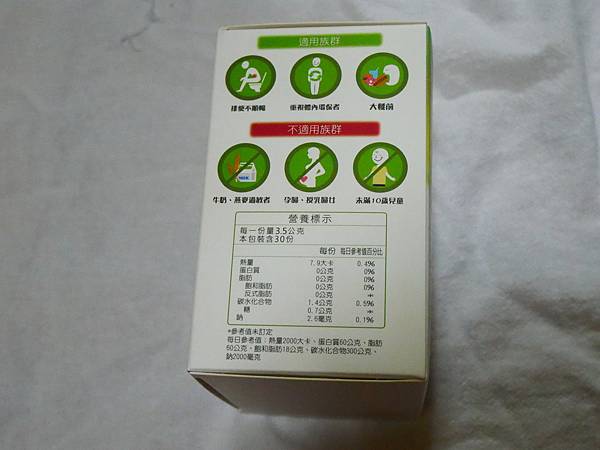 適用族群
排便不順暢 重視體內環保者 大餐前
不適用族群
MILK
牛奶、燕麥過敏者 孕婦、授乳婦女 未滿10歲兒童
營養標示
每一份量3.5公克
本包裝含30份
每份 每日參考值百分比
熱量 7.9大卡 0.4%
蛋白質 0公克 0%
脂肪 0公克 0%
飽和脂肪 0公克 0%
反式脂肪 0公克 *
碳水化合物 1.4公克 0.5%
糖 0.7公克 *
鈉 2.6毫克 0.1%
*參考值未訂定
每日參考值：熱量2000大卡、蛋白質60公克、脂肪
60公克、飽和脂肪18公克、碳水化合物300公克、
鈉2000毫克